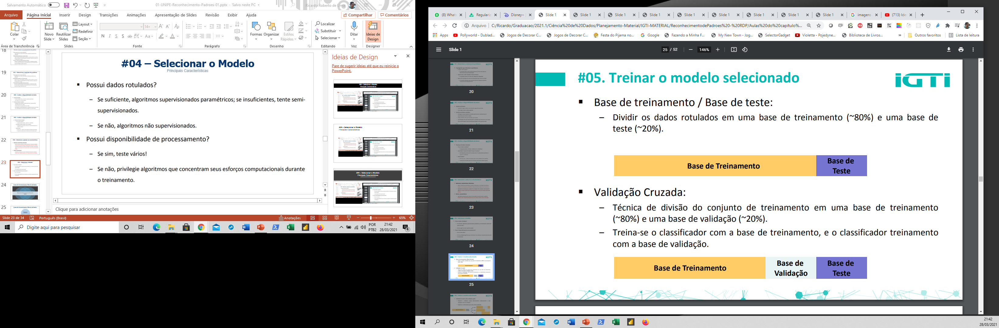 Salvamento Automático
01-UNIPE-Reconhecimento-Padroes-01.pptx - Salvo neste PC
Ricardo Roberto de Lima
Arquivo Página Inicial Inserir Design Transições Animações Apresentação de Slides Revisão Exibir Ajuda Compartilhar Comentários
Colar
Novo Slide
Reutilizar Slides
Layout
Redefinir
Seção
14+
N I S S ab AV Aa
Formas Organizar Estilos Rápidos
Localizar
Substituir
Selecionar
Ditar
Ideias de Design
Área de Transferência Slides Fonte Parágrafo Desenho Editando Voz Designer
18
19
20
21
22
23
24
25
#04 – Selecionar o Modelo
Principais Características
▪ Possui dados rotulados?
– Se suficiente, algoritmos supervisionados paramétricos; se insuficientes, tente semi-
supervisionados.
– Se não, algoritmos não supervisionados.
▪ Possui disponibilidade de processamento?
– Se sim, teste vários!
– Se não, privilegie algoritmos que concentram seus esforços computacionais durante
o treinamento.
Clique para adicionar anotações
Ideias de Design
Pare de sugerir ideias até que eu reinicie o
PowerPoint.
#04 – Selecionar o Modelo
Principais Características
#04 – Selecionar o Modelo
Principais Características
#04 – Selecionar o Modelo
Principais Características
Slide 23 de 34 Português (Brasil) Anotações 65%
Digite aqui para pesquisar
POR
PTB2
21:42
28/03/2021
4
(8) Whats Regulariz Disney+ Slide 1 Slide 1 Slide 1 Slide 1 Slide 1 Slide 1 Slide 1 Slide 1 Slide 1 imagens (713) Ide
Arquivo | C:/Ricardo/Graduacao/2021.1/Ciência%20de%20Dados/Planejamento-Material/IGTI-MATERIAL/ReconhecimentodePadroes%20-%20RDP/Aulas%20do%20capítulo%...
Apps Pollyworld - Dublad... Jogos de Decorar C... Jogos de Decorar C... Festa do Pijama no... Google Fazendo a Minha F... My New Town - Jog... SelectorGadget Violetta - Pojedyne... Biblioteca de Livros... » Outros favoritos Lista de leitura
Slide 1
25 / 52
146%
20
21
22
23
24
25
#05. Treinar o modelo selecionado
iGTi
▪ Base de treinamento / Base de teste:
– Dividir os dados rotulados em uma base de treinamento (~80%) e uma base de
teste (~20%).
Base de Treinamento
Base de
Teste
▪ Validação Cruzada:
– Técnica de divisão do conjunto de treinamento em uma base de treinamento
(~80%) e uma base de validação (~20%).
– Treina-se o classificador com a base de treinamento, e o classificador treinamento
com a base de validação.
Base de Treinamento
Base de
Validação
Base de
Teste
21:42
28/03/2021